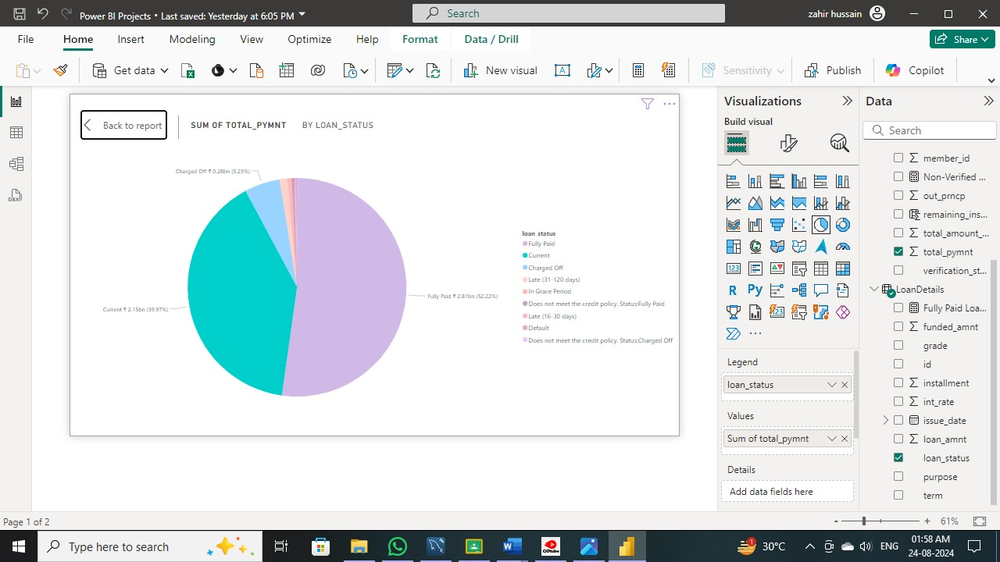 Power BI Projects • Last saved: Yesterday at 6:05 PM
Search
zahir hussain
File
Home
Insert
Modeling
View
Optimize
Help
Format
Data / Drill
Share
Get data
New visual
Sensitivity
Publish
Copilot
Back to report
SUM OF TOTAL_PYMNT
BY LOAN_STATUS
Charged Off ₹ 0.28bn (5.25%)
Fully Paid ₹ 2.81bn (52.22%)
Current ₹ 2.15bn (39.97%)
loan_status
Fully Paid
Current
Charged Off
Late (31-120 days)
In Grace Period
Does not meet the credit policy. Status:Fully Paid
Late (16-30 days)
Default
Does not meet the credit policy. Status:Charged Off
Visualizations
Build visual
123
R
Py
123
Legend
loan_status
Values
Sum of total_pymnt
Details
Add data fields here
Data
Search
member_id
Non-Verified ...
out_prncp
remaining_ins...
total_amount_...
total_pymnt
verification_st...
LoanDetails
Fully Paid Loa...
funded_amnt
grade
id
installment
int_rate
issue_date
loan_amnt
loan_status
purpose
term
Page 1 of 2
- + 61%
Type here to search
1
30°C
ENG
01:58 AM
24-08-2024